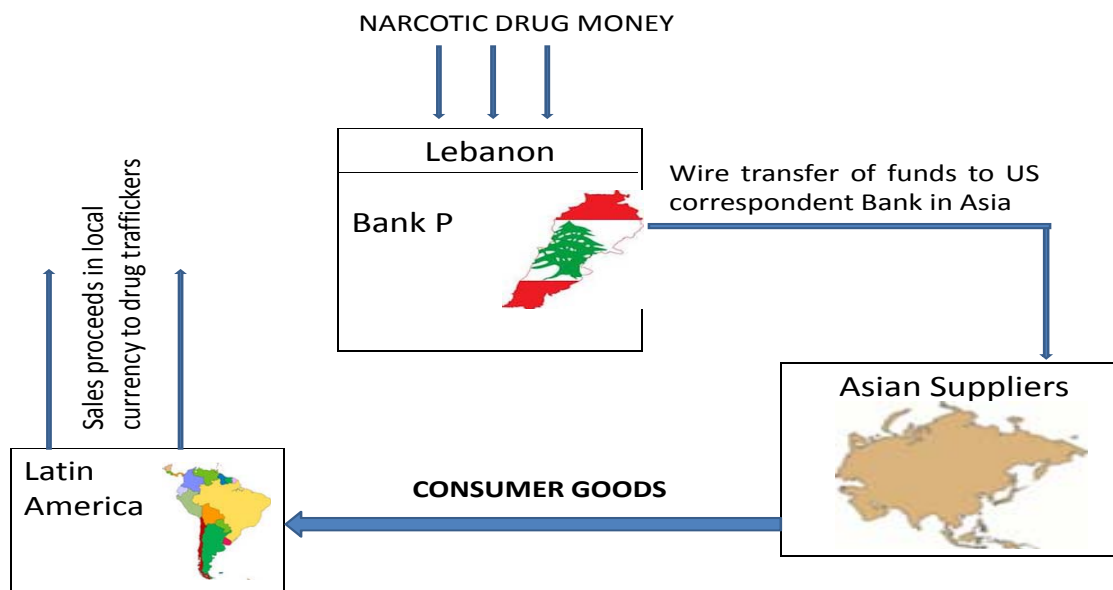 NARCOTIC DRUG MONEY
Lebanon
Bank P
Wire transfer of funds to US
correspondent Bank in Asia
Asian Suppliers
CONSUMER GOODS
Latin
America
Sales proceeds in local
currency to drug traffickers